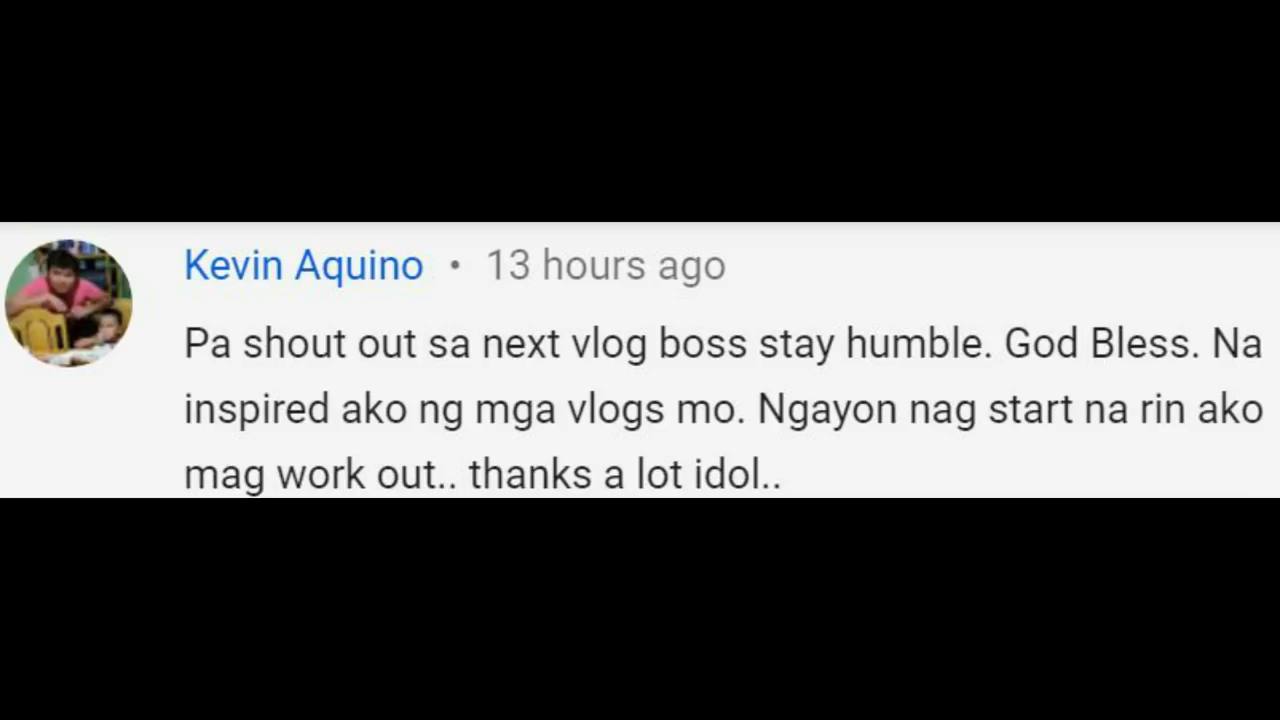 Kevin Aquino • 13 hours ago
Pa shout out sa next vlog boss stay humble. God Bless. Na
inspired ako ng mga vlogs mo. Ngayon nag start na rin ako
mag work out.. thanks a lot idol..